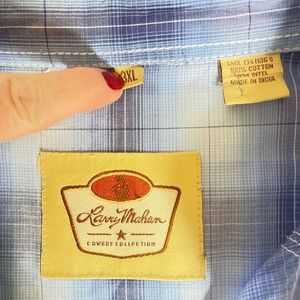 3XL
100% COTTON
MADE IN INDIA
Larry Mahan
COWBOY COLLECTION